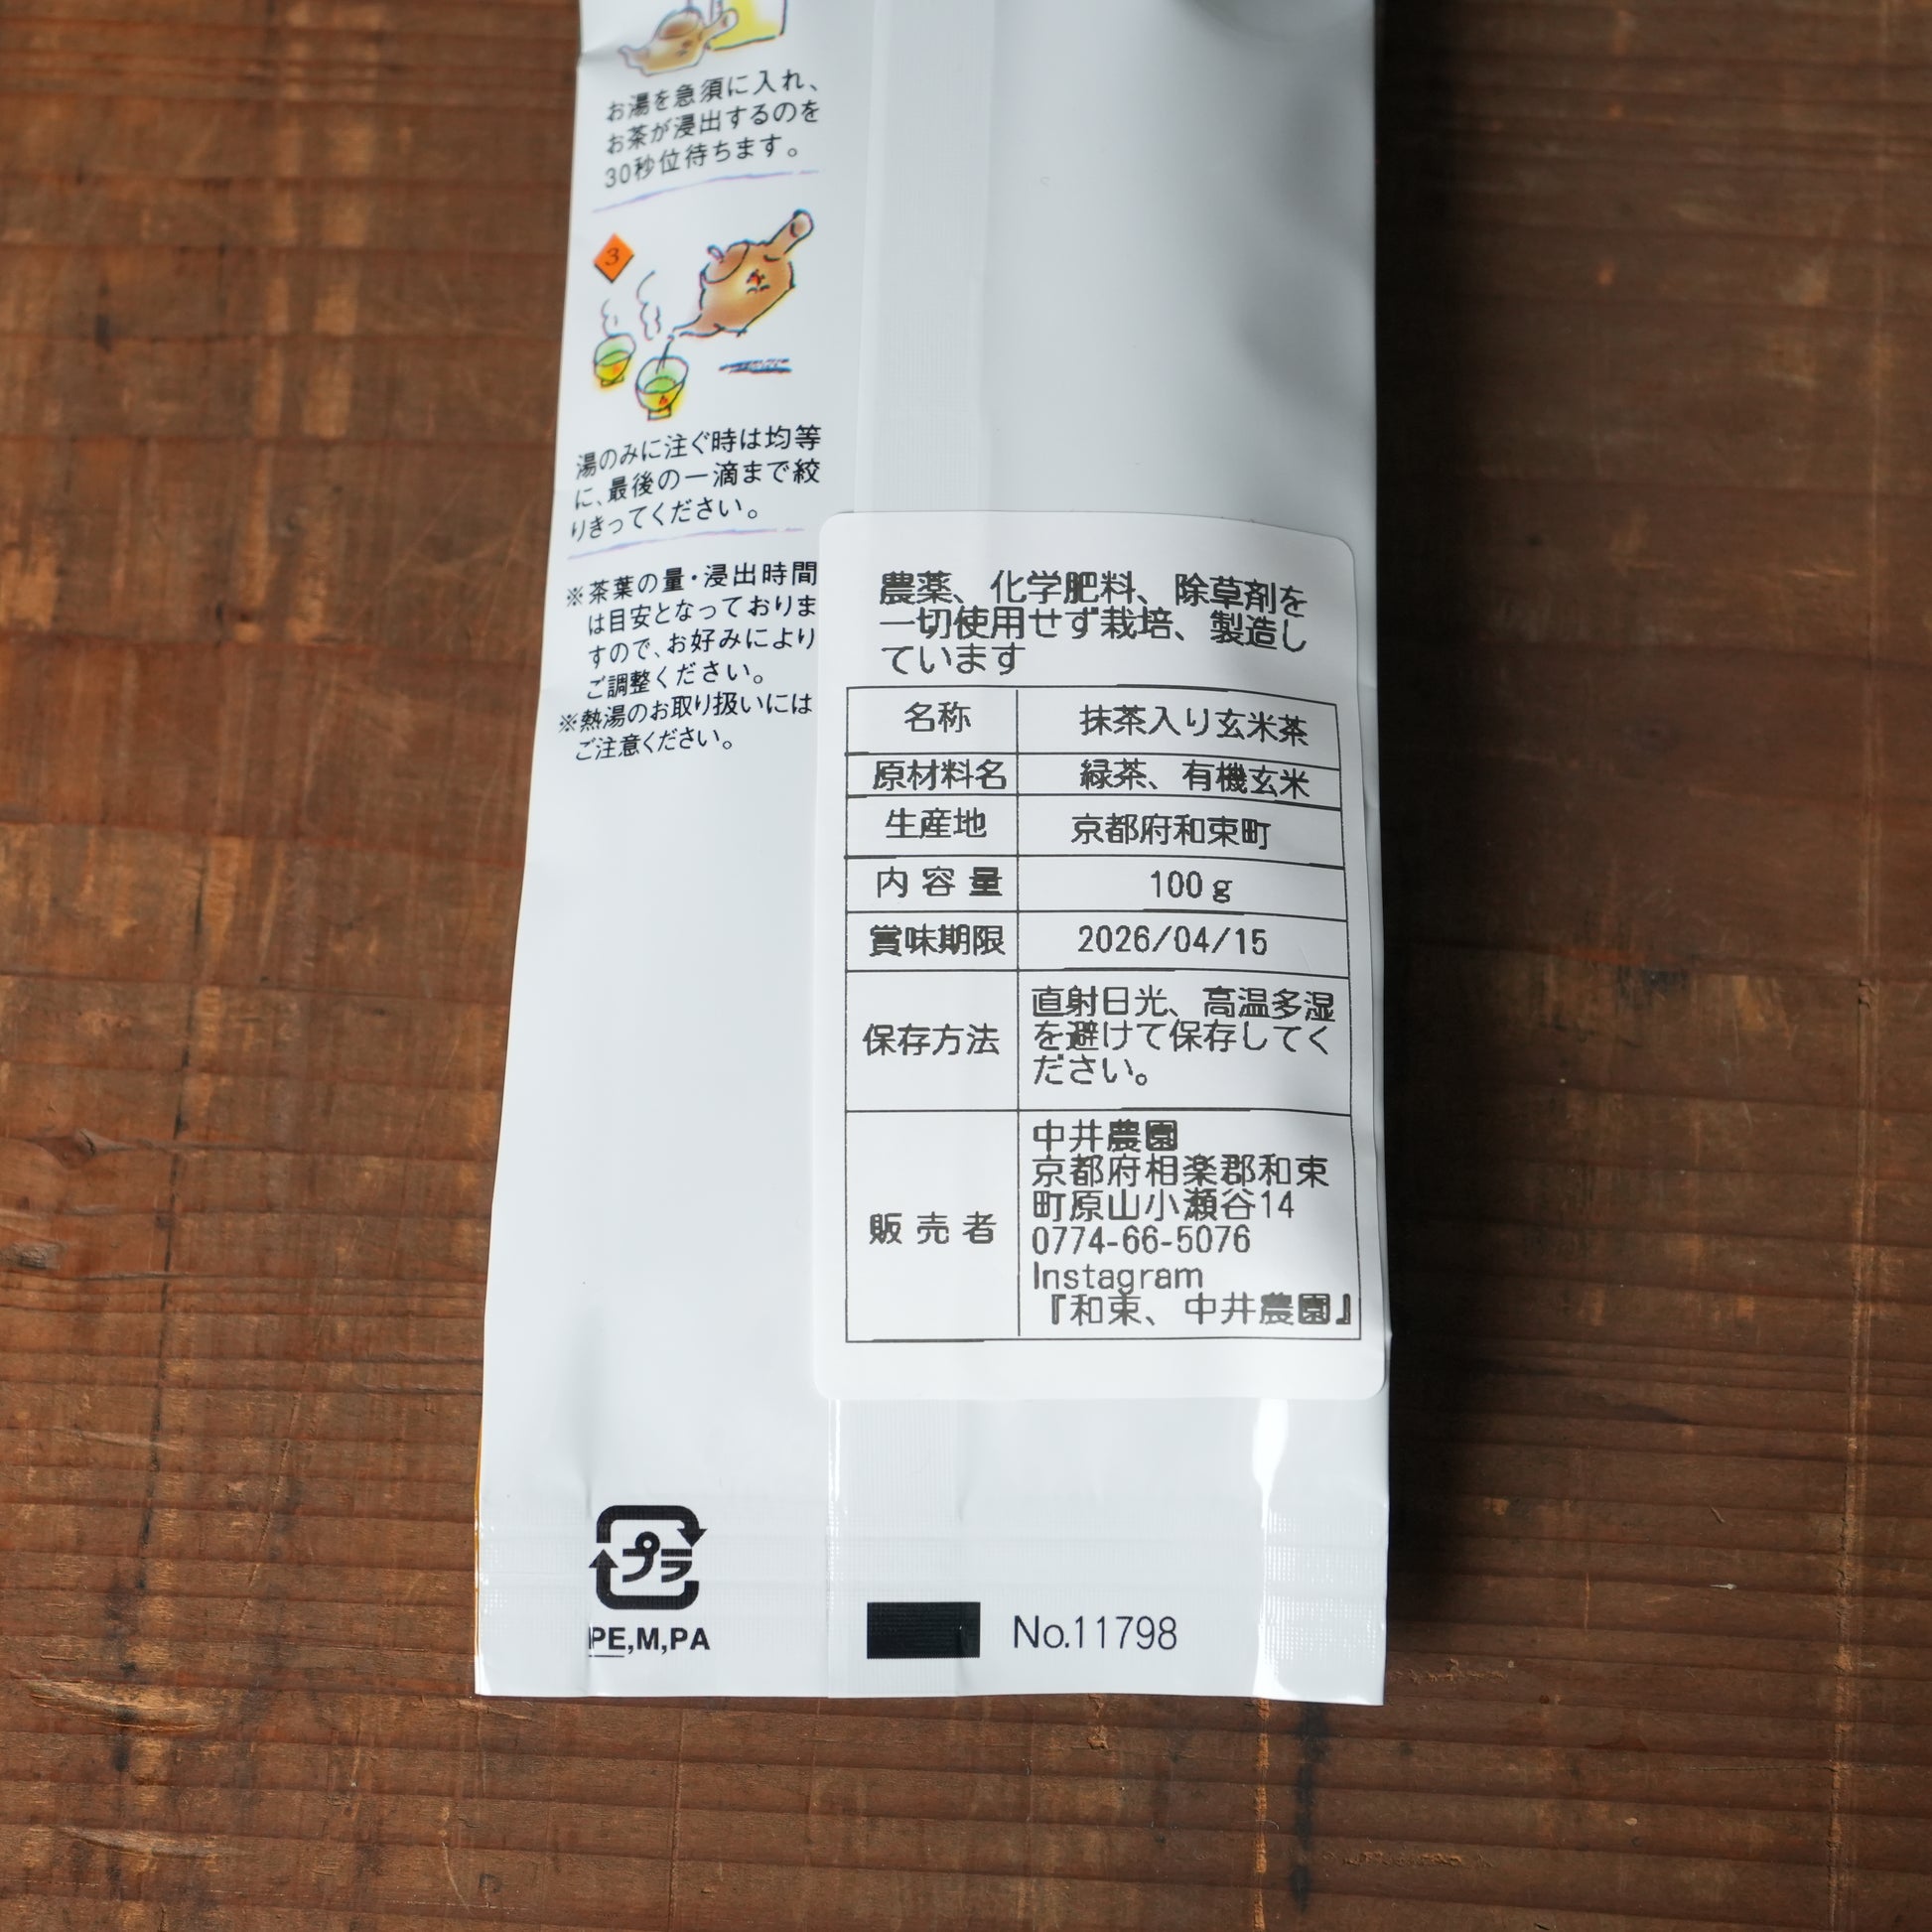 お湯を急須に入れ、
お茶が浸出するのを
30秒位待ちます。
3
湯のみに注ぐ時は均等
に、最後の一滴まで絞
りきってください。
※茶葉の量・浸出時間
は目安となっておりま
すので、お好みにより
ご調整ください。
※熱湯のお取り扱いには
ご注意ください。
農薬、化学肥料、除草剤を
一切使用せず栽培、製造し
ています
名称 抹茶入り玄米茶
原材料名 緑茶、有機玄米
生産地 京都府和束町
内容量 100g
賞味期限 2026/04/15
保存方法 直射日光、高温多湿
を避けて保存してく
ださい。
販売者 中井農園
京都府相楽郡和束
町原山小瀬谷14
0774-66-5076
Instagram
『和束、中井農園』
プラ
PE,M,PA
No.11798